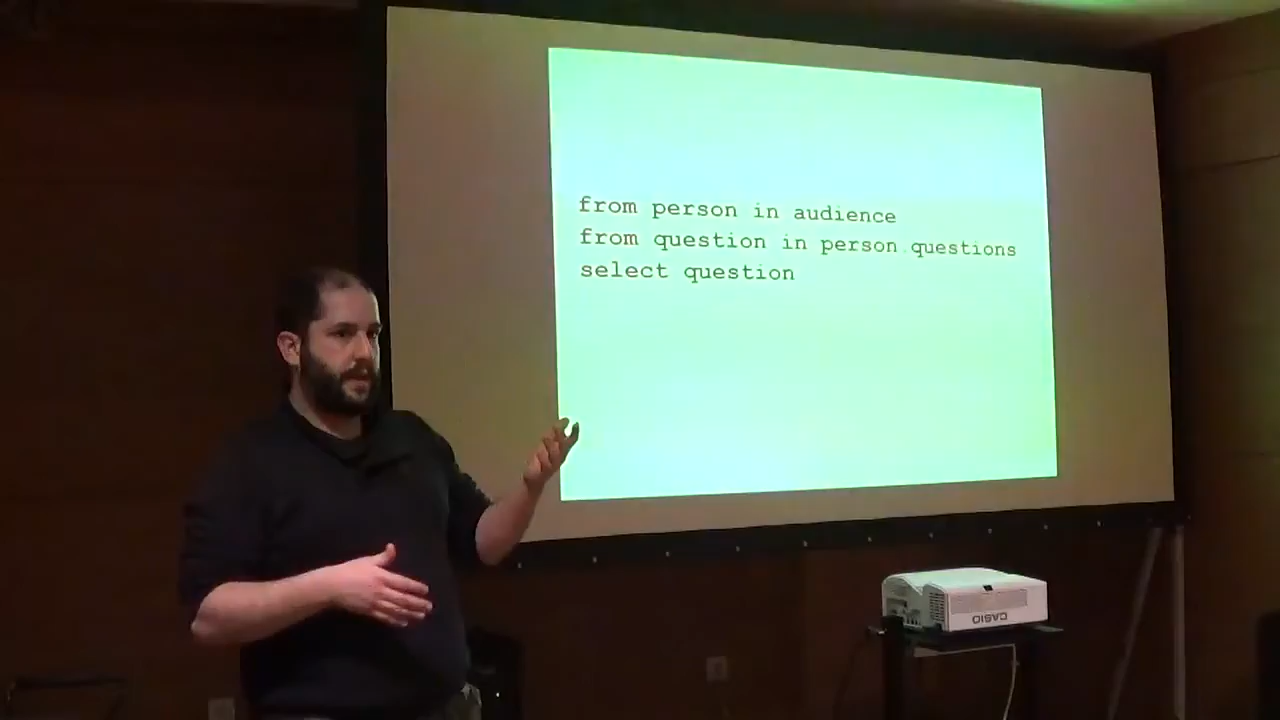 from person in audience
from question in person.questions
select question
CASIO